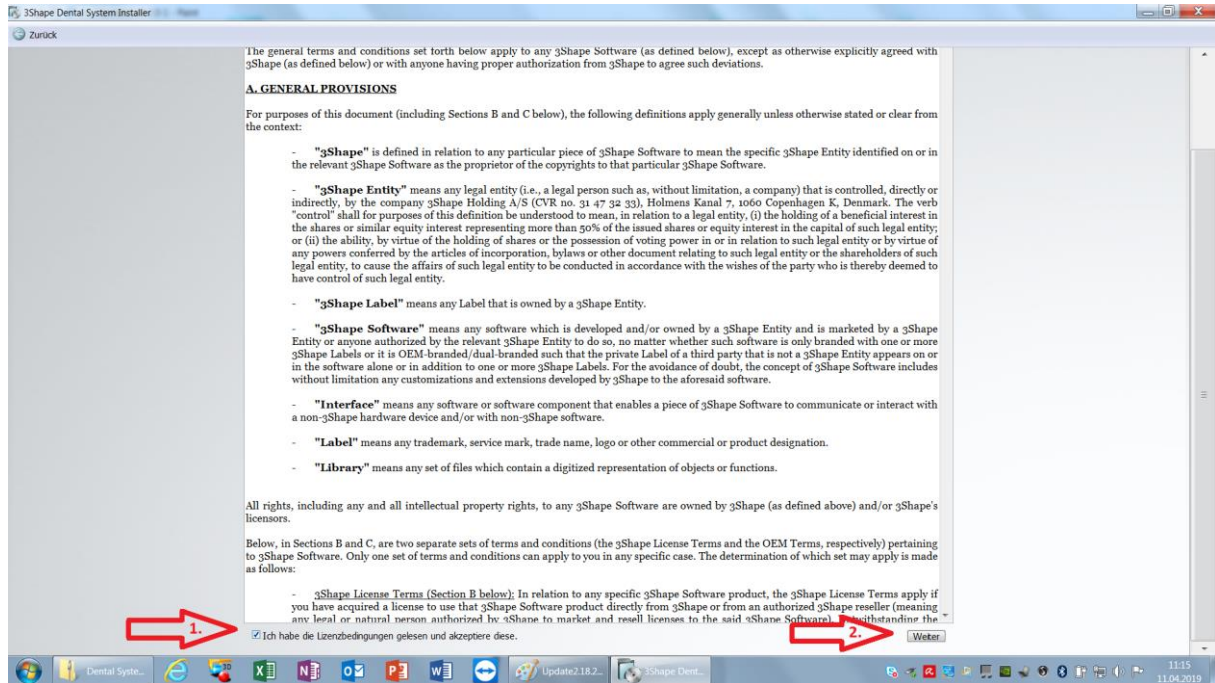 3Shape Dental System Installer
Zurück
The general terms and conditions set forth below apply to any 3Shape Software (as defined below), except as otherwise explicitly agreed with
3Shape (as defined below) or with anyone having proper authorization from 3Shape to agree such deviations.
A. GENERAL PROVISIONS
For purposes of this document (including Sections B and C below), the following definitions apply generally unless otherwise stated or clear from
the context:
- "3Shape" is defined in relation to any particular piece of 3Shape Software to mean the specific 3Shape Entity identified on or in
the relevant 3Shape Software as the proprietor of the copyrights to that particular 3Shape Software.
- "3Shape Entity" means any legal entity (i.e., a legal person such as, without limitation, a company) that is controlled, directly or
indirectly, by the company 3Shape Holding A/S (CVR no. 31 47 32 33), Holmens Kanal 7, 1060 Copenhagen K, Denmark. The verb
"control" shall for purposes of this definition be understood to mean, in relation to a legal entity, (i) the holding of a beneficial interest in
the shares or similar equity interest representing more than 50% of the issued shares or equity interest in the capital of such legal entity;
or (ii) the ability, by virtue of the holding of shares or the possession of voting power in or in relation to such legal entity or by virtue of
any powers conferred by the articles of incorporation, bylaws or other document relating to such legal entity or the shareholders of such
legal entity, to cause the affairs of such legal entity to be conducted in accordance with the wishes of the party who is thereby deemed to
have control of such legal entity.
- "3Shape Label" means any Label that is owned by a 3Shape Entity.
- "3Shape Software" means any software which is developed and/or owned by a 3Shape Entity and is marketed by a 3Shape
Entity or anyone authorized by the relevant 3Shape Entity to do so, no matter whether such software is only branded with one or more
3Shape Labels or it is OEM-branded/dual-branded such that the private Label of a third party that is not a 3Shape Entity appears on or
in the software alone or in addition to one or more 3Shape Labels. For the avoidance of doubt, the concept of 3Shape Software includes
without limitation any customizations and extensions developed by 3Shape to the aforesaid software.
- "Interface" means any software or software component that enables a piece of 3Shape Software to communicate or interact with
a non-3Shape hardware device and/or with non-3Shape software.
- "Label" means any trademark, service mark, trade name, logo or other commercial or product designation.
- "Library" means any set of files which contain a digitized representation of objects or functions.
All rights, including any and all intellectual property rights, to any 3Shape Software are owned by 3Shape (as defined above) and/or 3Shape's
licensors.
Below, in Sections B and C, are two separate sets of terms and conditions (the 3Shape License Terms and the OEM Terms, respectively) pertaining
to 3Shape Software. Only one set of terms and conditions can apply to you in any specific case. The determination of which set may apply is made
as follows:
- 3Shape License Terms (Section B below): In relation to any specific 3Shape Software product, the 3Shape License Terms apply if
you have acquired a license to use that 3Shape Software product directly from 3Shape or from an authorized 3Shape reseller (meaning
any legal or natural person authorized by 3Shape to market and resell licenses to the said 3Shape Software). the
1.
Ich habe die Lizenzbedingungen gelesen und akzeptiere diese.
2.
Weiter
Dental Syste...
Update2.18.2...
3Shape Dent...
11:15
11.04.2019